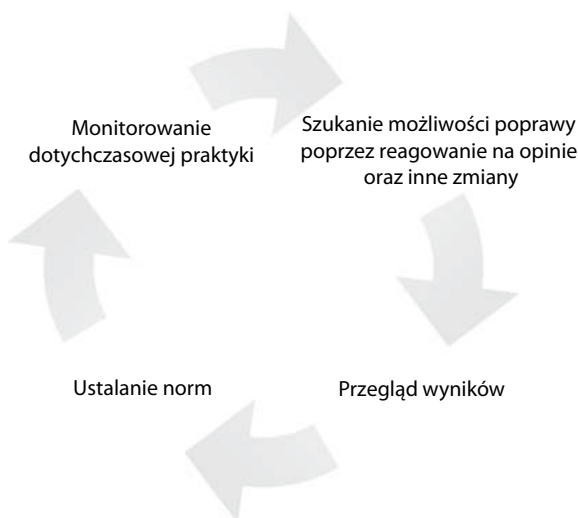 Monitorowanie
dotychczasowej praktyki
Szukanie możliwości poprawy
poprzez reagowanie na opinie
oraz inne zmiany
Ustalanie norm
Przegląd wyników